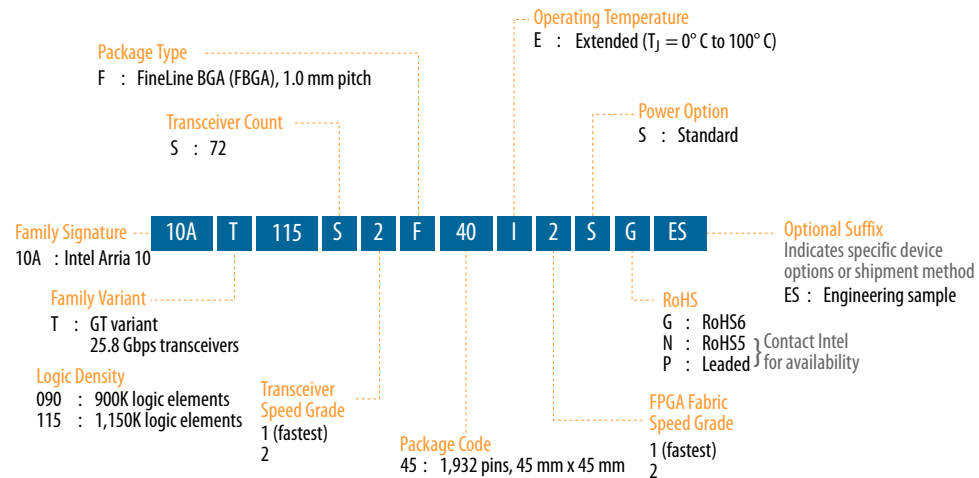 Operating Temperature
E : Extended (TJ = 0° C to 100° C)
Package Type
F : FineLine BGA (FBGA), 1.0 mm pitch
Transceiver Count
S : 72
Power Option
S : Standard
Family Signature
10A : Intel Arria 10
10A T 115 S 2 F 40 I 2 S G ES
Optional Suffix
Indicates specific device
options or shipment method
ES : Engineering sample
Family Variant
T : GT variant
25.8 Gbps transceivers
RoHS
G : RoHS6
N : RoHS5
P : Leaded
Contact Intel
for availability
Logic Density
090 : 900K logic elements
115 : 1,150K logic elements
Transceiver
Speed Grade
1 (fastest)
2
Package Code
45 : 1,932 pins, 45 mm x 45 mm
FPGA Fabric
Speed Grade
1 (fastest)
2